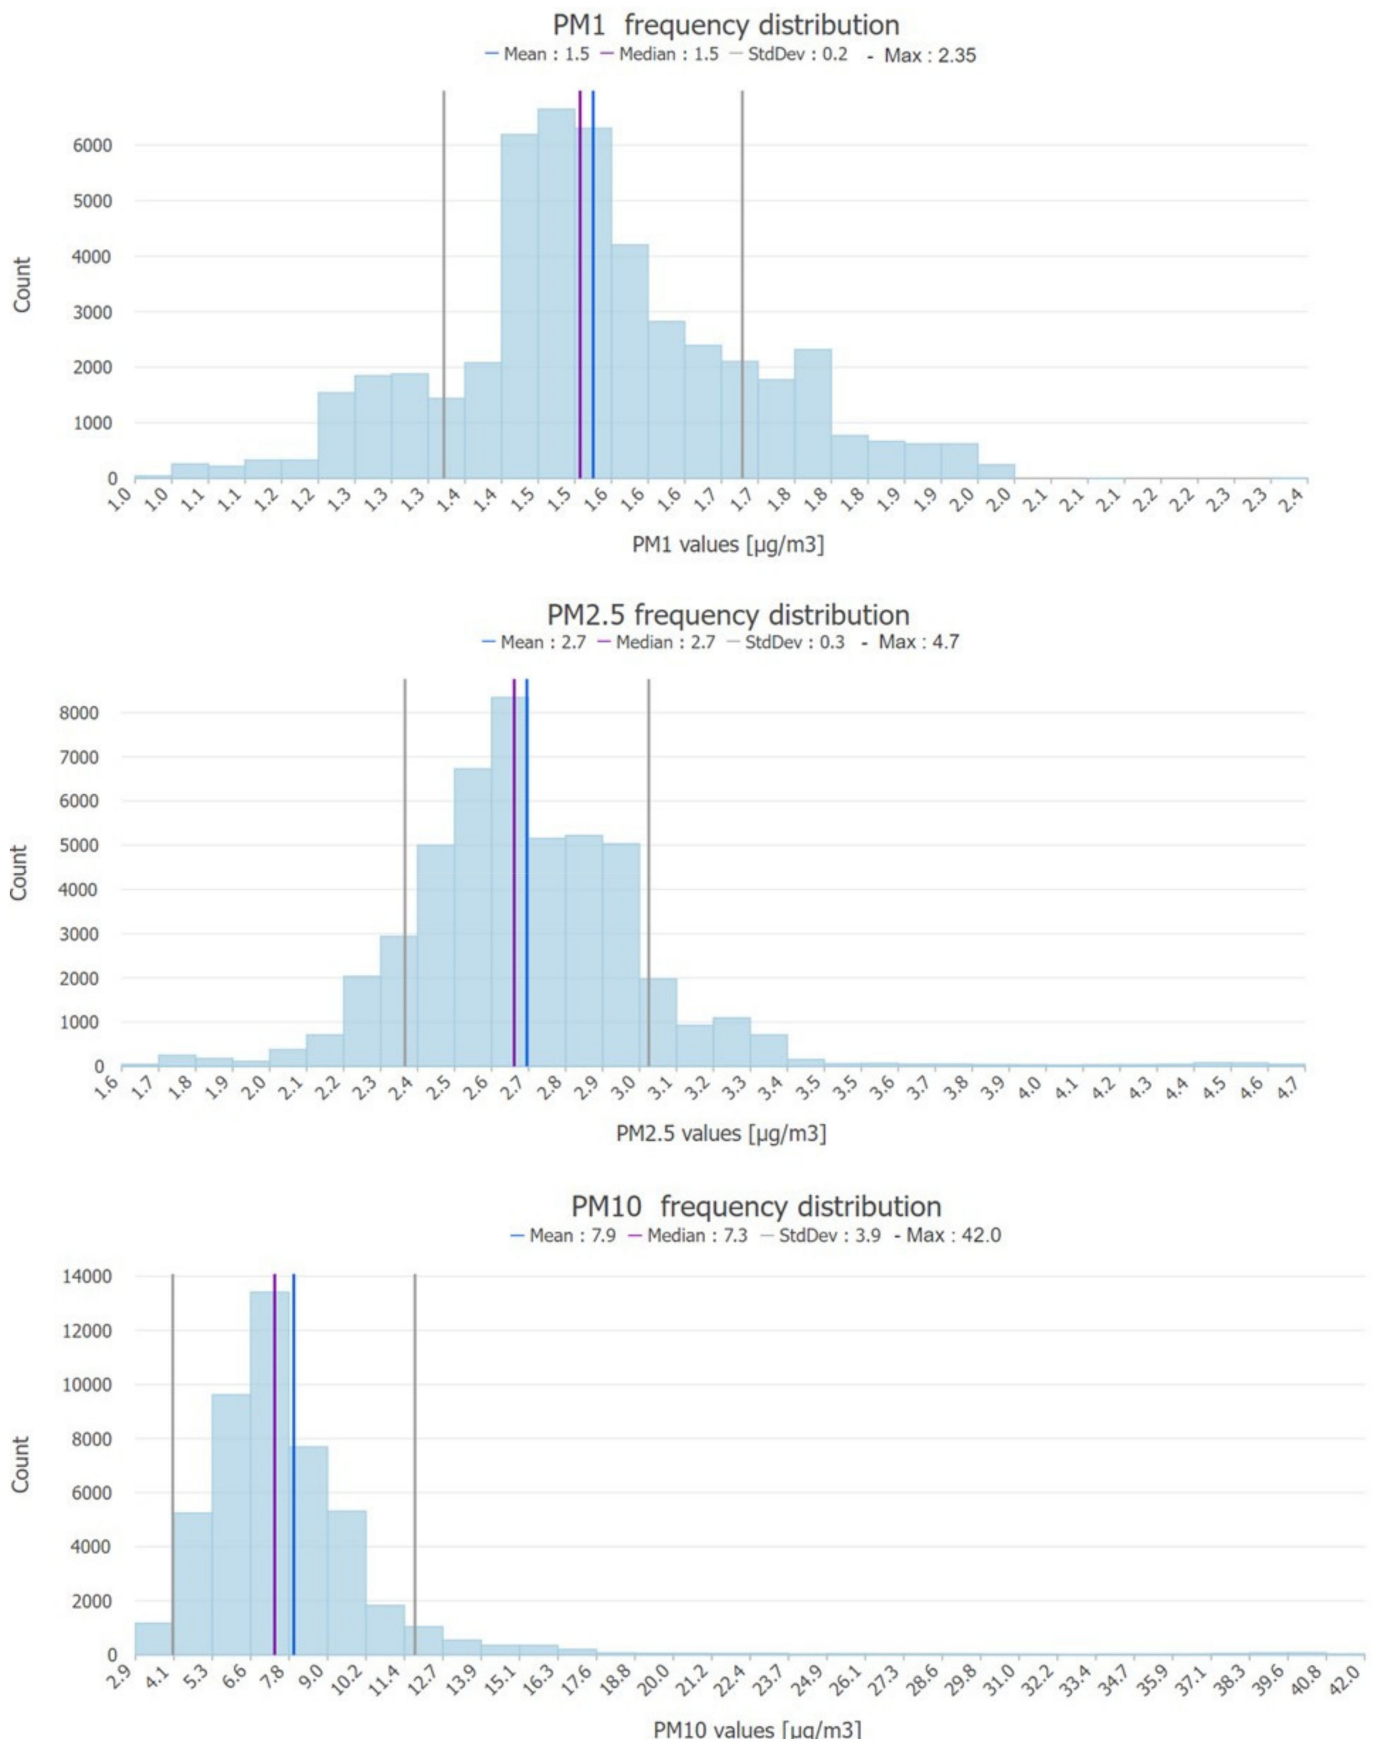 PM1 frequency distribution
Mean : 1.5 Median : 1.5 StdDev : 0.2 - Max : 2.35
6000
5000
4000
3000
2000
1000
0
Count
1.0 1.0 1.1 1.1 1.2 1.2 1.3 1.3 1.3 1.4 1.4 1.5 1.5 1.6 1.6 1.6 1.7 1.7 1.8 1.8 1.8 1.9 1.9 2.0 2.0 2.1 2.1 2.1 2.2 2.2 2.3 2.3 2.4
PM1 values [µg/m3]
PM2.5 frequency distribution
Mean : 2.7 Median : 2.7 StdDev : 0.3 - Max : 4.7
8000
7000
6000
5000
4000
3000
2000
1000
0
Count
1.6 1.7 1.8 1.9 2.0 2.1 2.2 2.3 2.4 2.5 2.6 2.7 2.8 2.9 3.0 3.1 3.2 3.3 3.4 3.5 3.5 3.6 3.7 3.8 3.9 4.0 4.1 4.2 4.3 4.4 4.5 4.6 4.7
PM2.5 values [µg/m3]
PM10 frequency distribution
Mean : 7.9 Median : 7.3 StdDev : 3.9 - Max : 42.0
14000
12000
10000
8000
6000
4000
2000
0
Count
2.9 4.1 5.3 6.6 7.8 9.0 10.2 11.4 12.7 13.9 15.1 16.3 17.6 18.8 20.0 21.2 22.4 23.7 24.9 26.1 27.3 28.6 29.8 31.0 32.2 33.4 34.7 35.9 37.1 38.3 39.6 40.8 42.0
PM10 values [µg/m3]